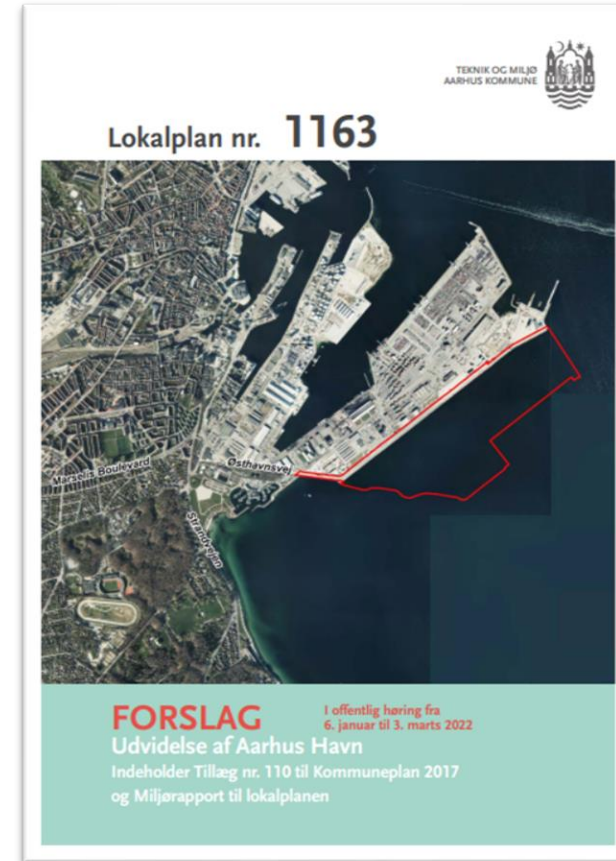 TEKNIK OG MILJØ
AARHUS KOMMUNE
Lokalplan nr. 1163
Marselis Boulevard
Østhavnsvej
Strandvejen
FORSLAG
I offentlig høring fra
6. januar til 3. marts 2022
Udvidelse af Aarhus Havn
Indeholder Tillæg nr. 110 til Kommuneplan 2017
og Miljørapport til lokalplanen